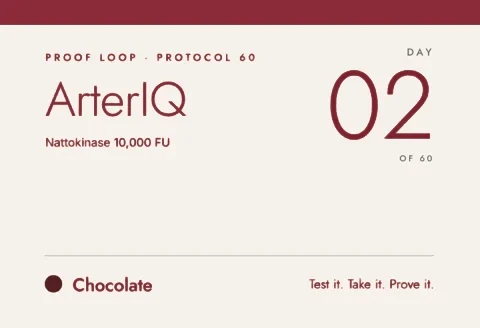 PROOF LOOP · PROTOCOL 60
ArterIQ
Nattokinase 10,000 FU
DAY
02
OF 60
Chocolate
Test it. Take it. Prove it.